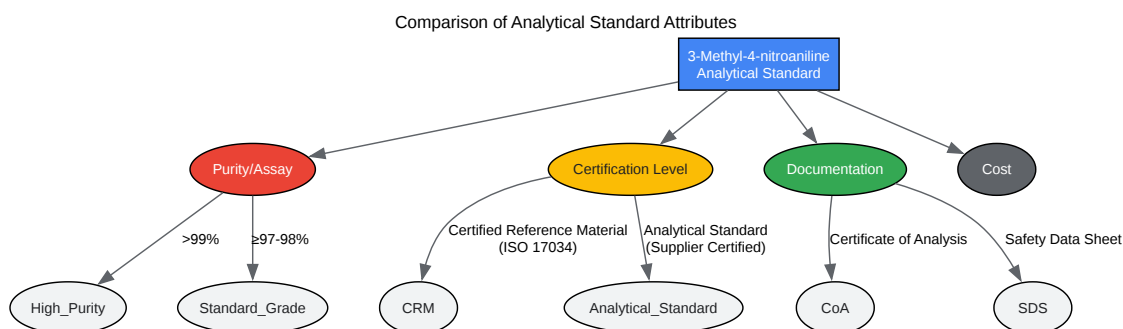 Comparison of Analytical Standard Attributes
3-Methyl-4-nitroaniline
Analytical Standard
Purity/Assay
Certification Level
Documentation
Cost
>99%
≥97-98%
Certified Reference Material
(ISO 17034)
Analytical Standard
(Supplier Certified)
Certificate of Analysis
Safety Data Sheet
High_Purity
Standard_Grade
CRM
Analytical_Standard
CoA
SDS